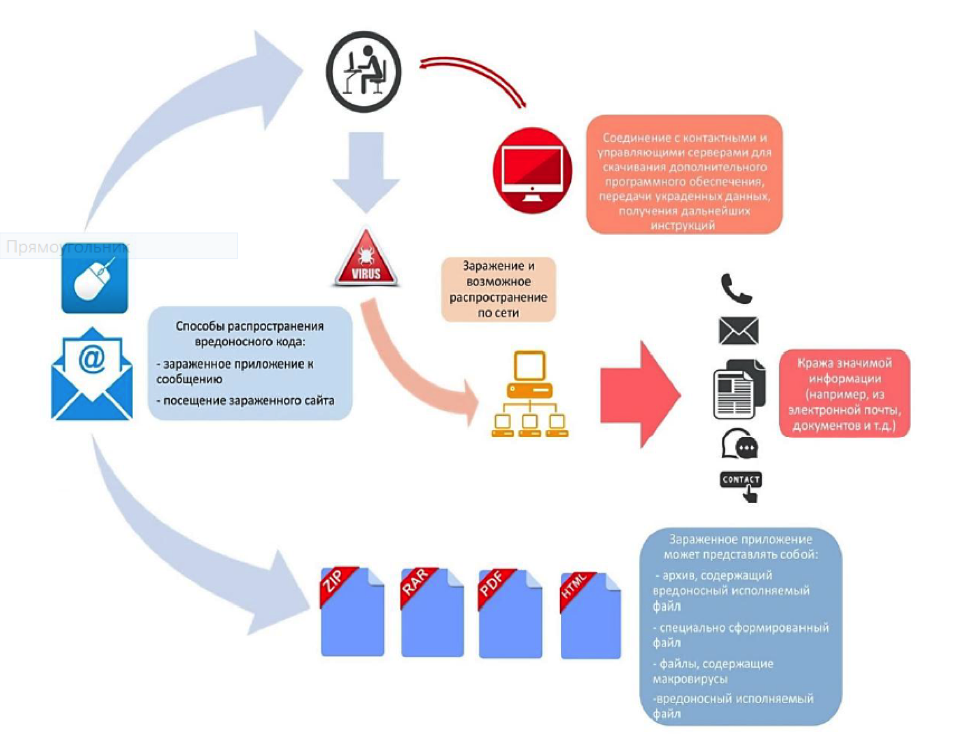 Соединение с контактными и
управляющими серверами для
скачивания дополнительного
программного обеспечения,
передачи украденных данных,
получения дальнейших
инструкций
Прямоугольник
VIRUS
Заражение и
возможное
распространение
по сети
@
Способы распространения
вредоносного кода:
- зараженное приложение к
сообщению
- посещение зараженного сайта
Кража значимой
информации
(например, из
электронной почты,
документов и т.д.)
CONTACT
ZIP
RAR
PDF
HTML
Зараженное приложение
может представлять собой:
- архив, содержащий
вредоносный исполняемый
файл
- специально сформированный
файл
- файлы, содержащие
макровирусы
-вредоносный исполняемый
файл